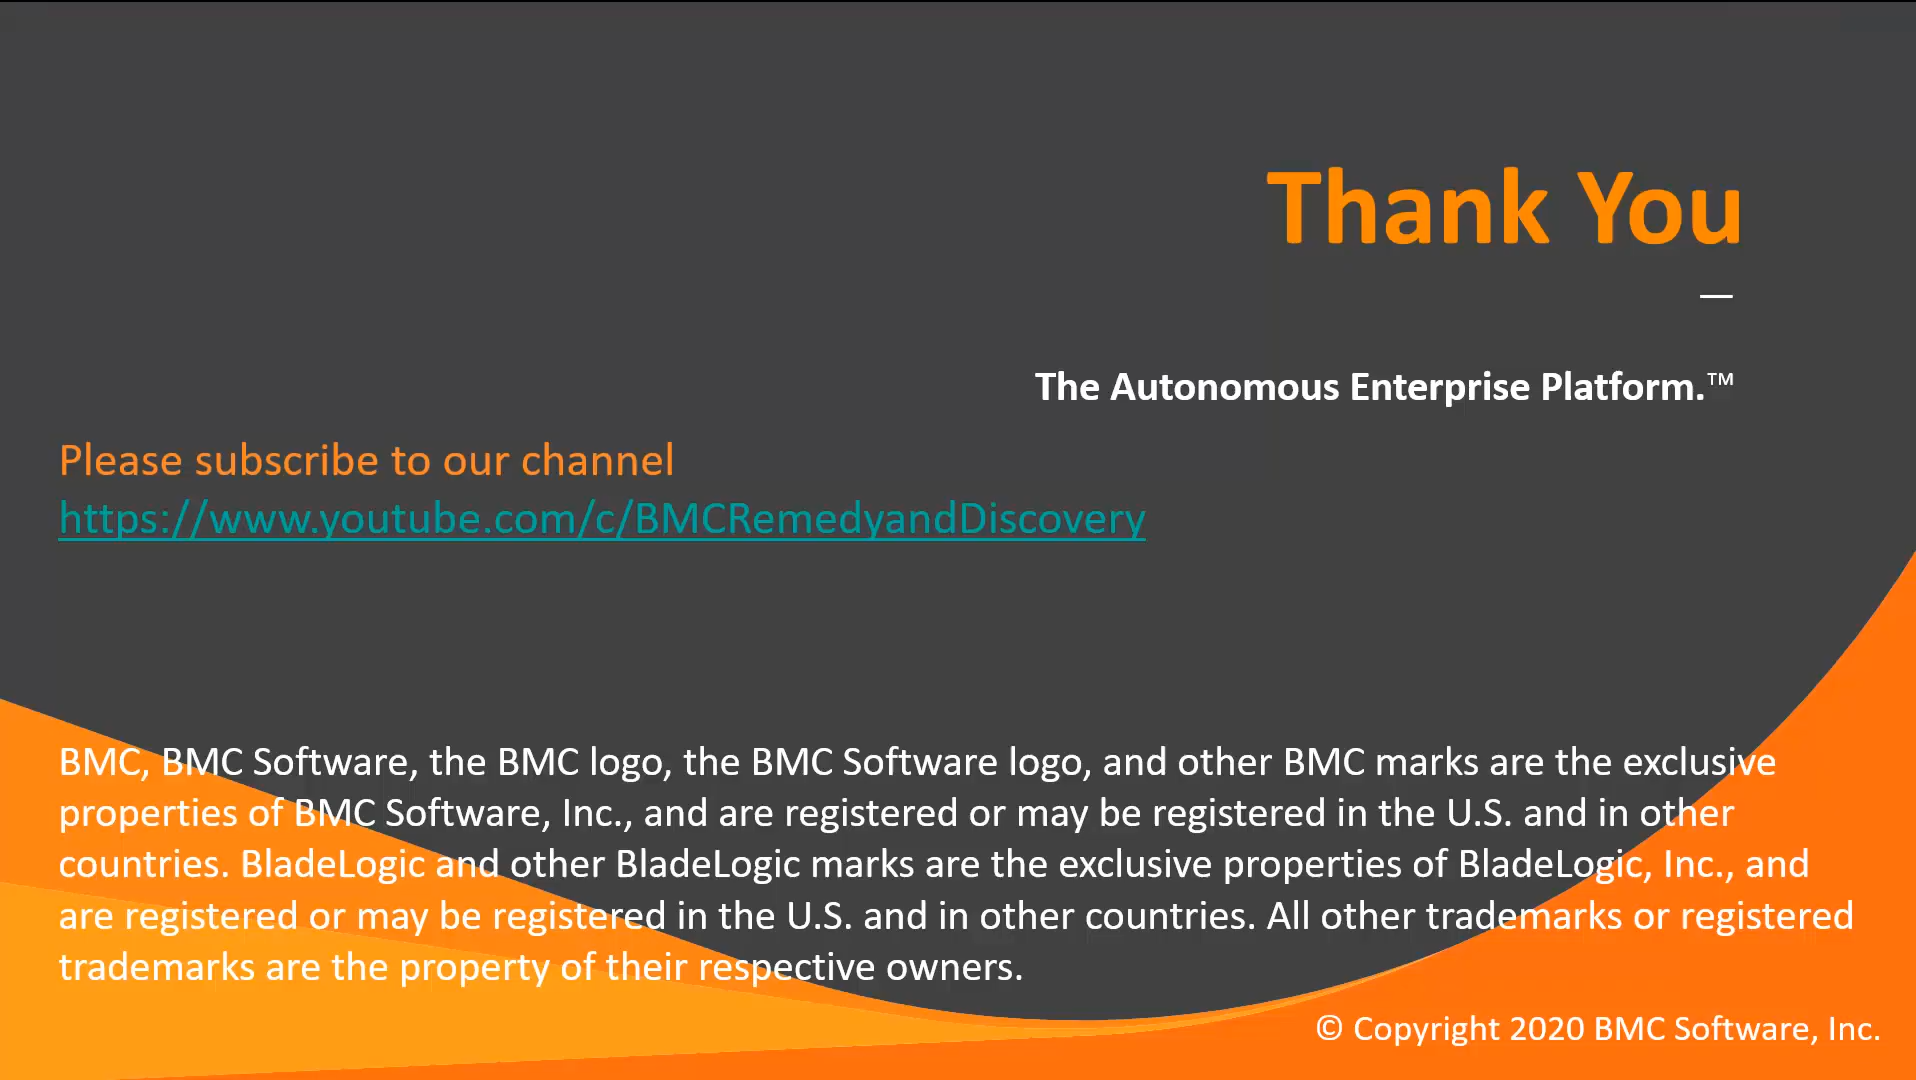 Thank You
—
The Autonomous Enterprise Platform.™
Please subscribe to our channel
https://www.youtube.com/c/BMCRemedyandDiscovery
BMC, BMC Software, the BMC logo, the BMC Software logo, and other BMC marks are the exclusive
properties of BMC Software, Inc., and are registered or may be registered in the U.S. and in other
countries. BladeLogic and other BladeLogic marks are the exclusive properties of BladeLogic, Inc., and
are registered or may be registered in the U.S. and in other countries. All other trademarks or registered
trademarks are the property of their respective owners.
© Copyright 2020 BMC Software, Inc.